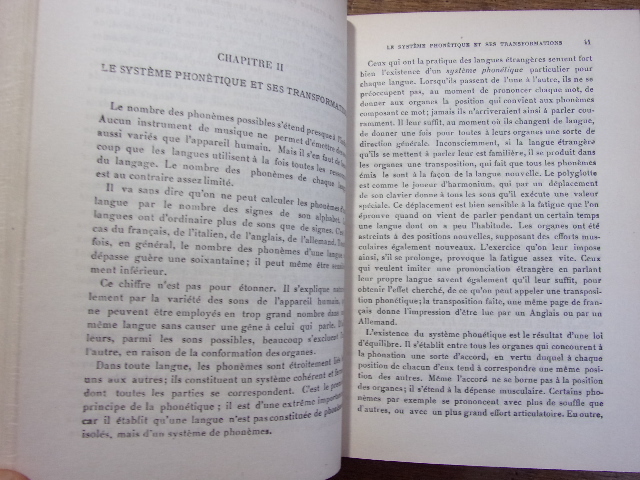 CHAPITRE II
LE SYSTÈME PHONÉTIQUE ET SES TRANSFORMATIONS
Le nombre des phonèmes possibles s'étend presque à
Aucun instrument de musique ne permet d'émettre
aussi variés que l'appareil humain. Mais il s'en faut de
coup que les langues utilisent à la fois toutes les
du langage. Le nombre des phonèmes de chaque
est au contraire assez limité.
Il va sans dire qu'on ne peut calculer les phonèmes
langue par le nombre des signes de son alphabet.
langues ont d'ordinaire plus de sons que de signes. C'est
cas du français, de l'italien, de l'anglais, de l'allemand.
fois, en général, le nombre des phonèmes d'une langue
dépasse guère une soixantaine ; il peut même être
ment inférieur.
Ce chiffre n'est pas pour étonner. Il s'explique
lement par la variété des sons de l'appareil humain,
ne peuvent être employés en trop grand nombre dans
même langue sans causer une gêne à celui qui parle.
leurs, parmi les sons possibles, beaucoup s'excluent
l'autre, en raison de la conformation des organes.
Dans toute langue, les phonèmes sont étroitement liés
uns aux autres ; ils constituent un système cohérent et
dont toutes les parties se correspondent. C'est le
principe de la phonétique ; il est d'une extrême
car il établit qu'une langue n'est pas constituée de phonèmes
isolés, mais d'un système de phonèmes.
LE SYSTÈME PHONÉTIQUE ET SES TRANSFORMATIONS 41
Ceux qui ont la pratique des langues étrangères sentent fort
bien l'existence d'un système phonétique particulier pour
chaque langue. Lorsqu'ils passent de l'une à l'autre, ils ne se
préoccupent pas, au moment de prononcer chaque mot, de
donner aux organes la position qui convient aux phonèmes
composant ce mot ; jamais ils n'arriveraient ainsi à parler cou-
ramment. Il leur suffit, au moment où ils changent de langue,
de donner une fois pour toutes à leurs organes une sorte de
direction générale. Inconsciemment, si la langue étrangère
qu'ils se mettent à parler leur est familière, il se produit dans
les organes une transposition, qui fait que tous les phonèmes
émis le sont à la façon de la langue nouvelle. Le polyglotte
est comme le joueur d'harmonium, qui par un déplacement
de son clavier donne à tous les sons qu'il exécute une valeur
spéciale. Ce déplacement est bien sensible à la fatigue que l'on
éprouve quand on vient de parler pendant un certain temps
une langue dont on a peu l'habitude. Les organes ont été
astreints à des positions nouvelles, supposant des efforts mus-
culaires également nouveaux. L'exercice qu'on leur impose
ainsi, s'il se prolonge, provoque la fatigue assez vite. Ceux
qui veulent imiter une prononciation étrangère en parlant
leur propre langue savent également qu'il leur suffit, pour
obtenir l'effet cherché, de ce qu'on peut appeler une transposi-
tion phonétique ; la transposition faite, une même page de fran-
çais donne l'impression d'être lue par un Anglais ou par un
Allemand.
L'existence du système phonétique est le résultat d'une loi
d'équilibre. Il s'établit entre tous les organes qui concourent à
la phonation une sorte d'accord, en vertu duquel à chaque
position de chacun d'eux tend à correspondre une même posi-
tion des autres. Même l'accord ne se borne pas à la position
des organes ; il s'étend à la dépense musculaire. Certains pho-
nèmes par exemple se prononcent avec plus de souffle que
d'autres, ou avec un plus grand effort articulatoire. En outre,